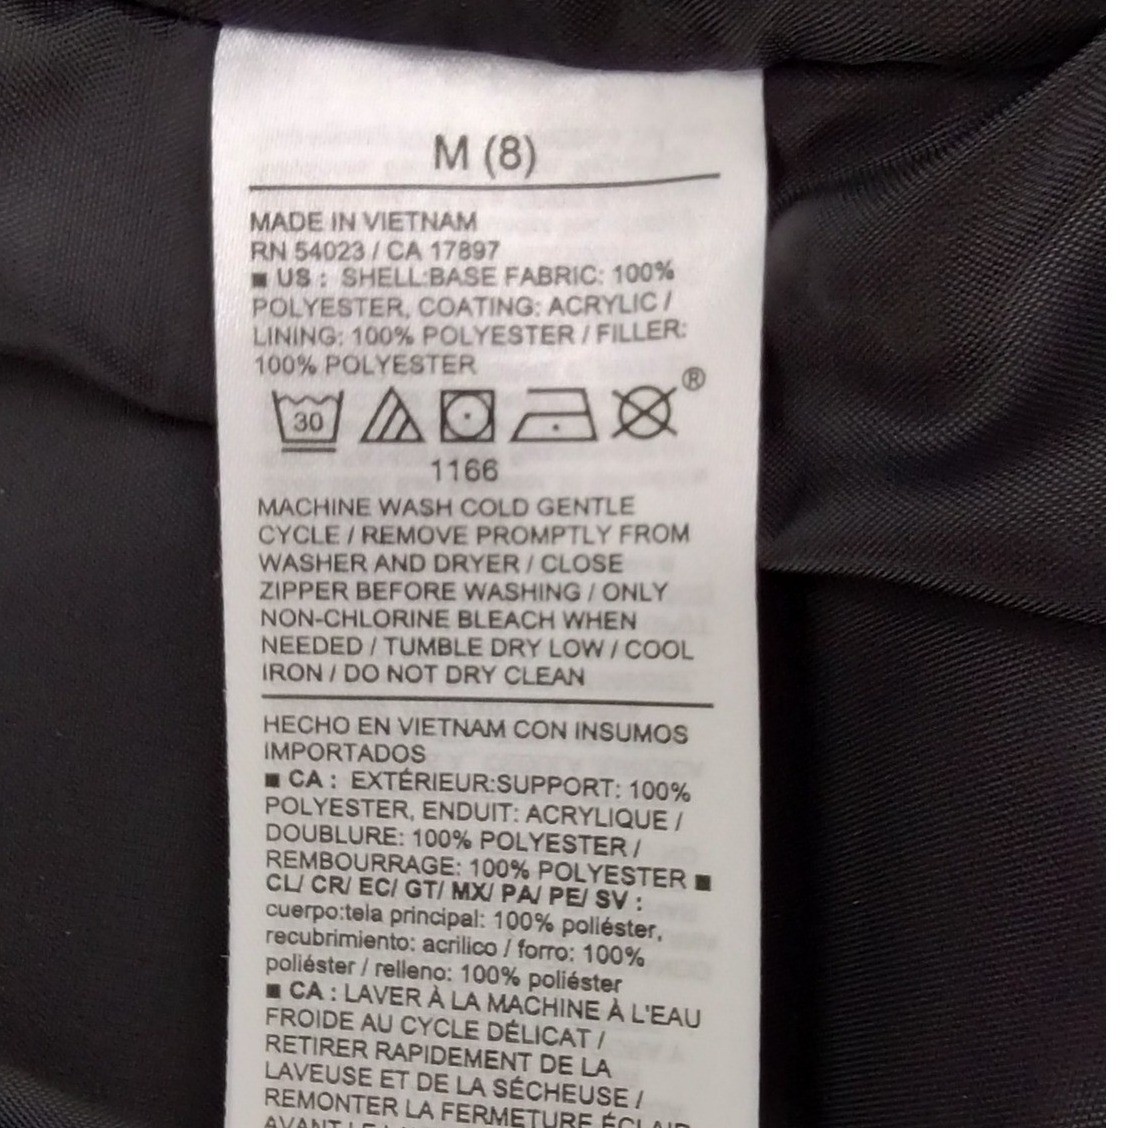 M (8)
MADE IN VIETNAM
RN 54023 / CA 17897
■ US : SHELL:BASE FABRIC: 100%
POLYESTER, COATING: ACRYLIC /
LINING: 100% POLYESTER / FILLER:
100% POLYESTER
30 ®
1166
MACHINE WASH COLD GENTLE
CYCLE / REMOVE PROMPTLY FROM
WASHER AND DRYER / CLOSE
ZIPPER BEFORE WASHING / ONLY
NON-CHLORINE BLEACH WHEN
NEEDED / TUMBLE DRY LOW / COOL
IRON / DO NOT DRY CLEAN
HECHO EN VIETNAM CON INSUMOS
IMPORTADOS
■ CA : EXTÉRIEUR:SUPPORT: 100%
POLYESTER, ENDUIT: ACRYLIQUE /
DOUBLURE: 100% POLYESTER /
REMBOURRAGE: 100% POLYESTER ■
CL/ CR/ EC/ GT/ MX/ PA/ PE/ SV :
cuerpo:tela principal: 100% poliéster,
recubrimiento: acrilico / forro: 100%
poliéster / relleno: 100% poliéster
■ CA : LAVER À LA MACHINE À L'EAU
FROIDE AU CYCLE DÉLICAT /
RETIRER RAPIDEMENT DE LA
LAVEUSE ET DE LA SÉCHEUSE /
REMONTER LA FERMETURE ÉCLAIR
AVANT LE